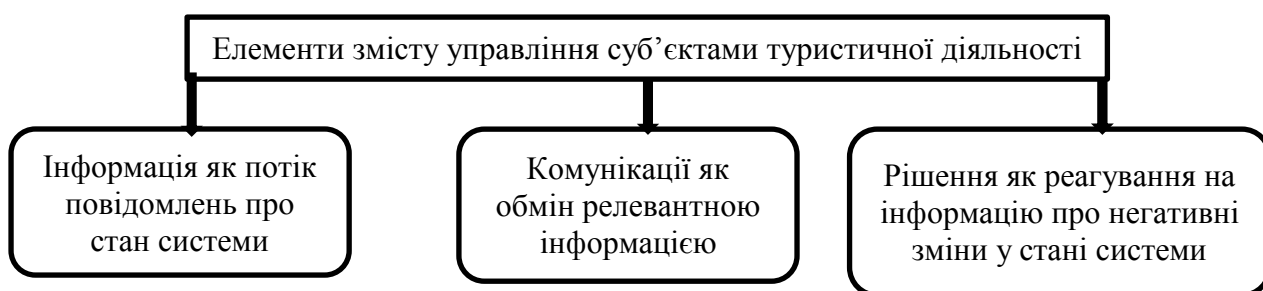 Елементи змісту управління суб’єктами туристичної діяльності
Інформація як потік
повідомлень про
стан системи
Комунікації як
обмін релевантною
інформацією
Рішення як реагування на
інформацію про негативні
зміни у стані системи